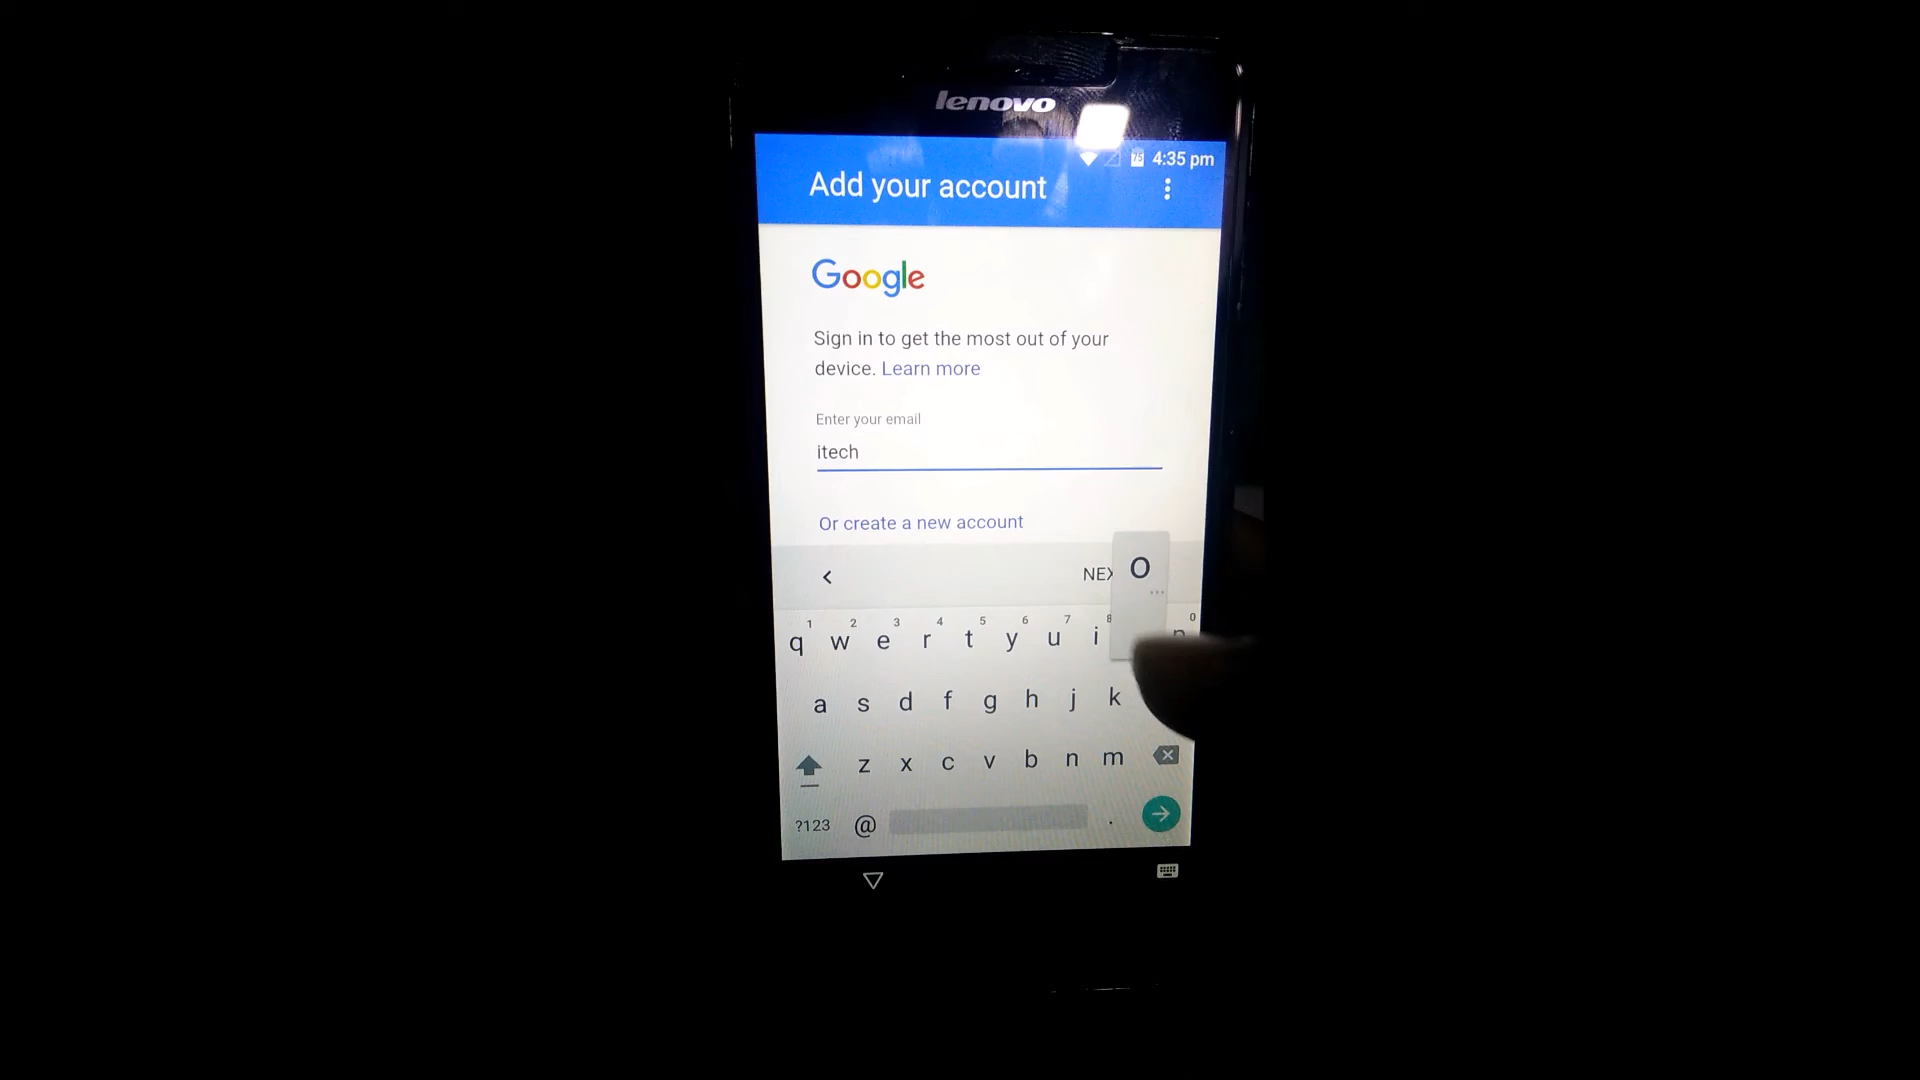 lenovo
75 4:35 pm
Add your account
Google
Sign in to get the most out of your
device. Learn more
Enter your email
itech
Or create a new account
NEX
o
1 2 3 4 5 6 7 8 0
q w e r t y u i p
a s d f g h j k
z x c v b n m
?123 @ .